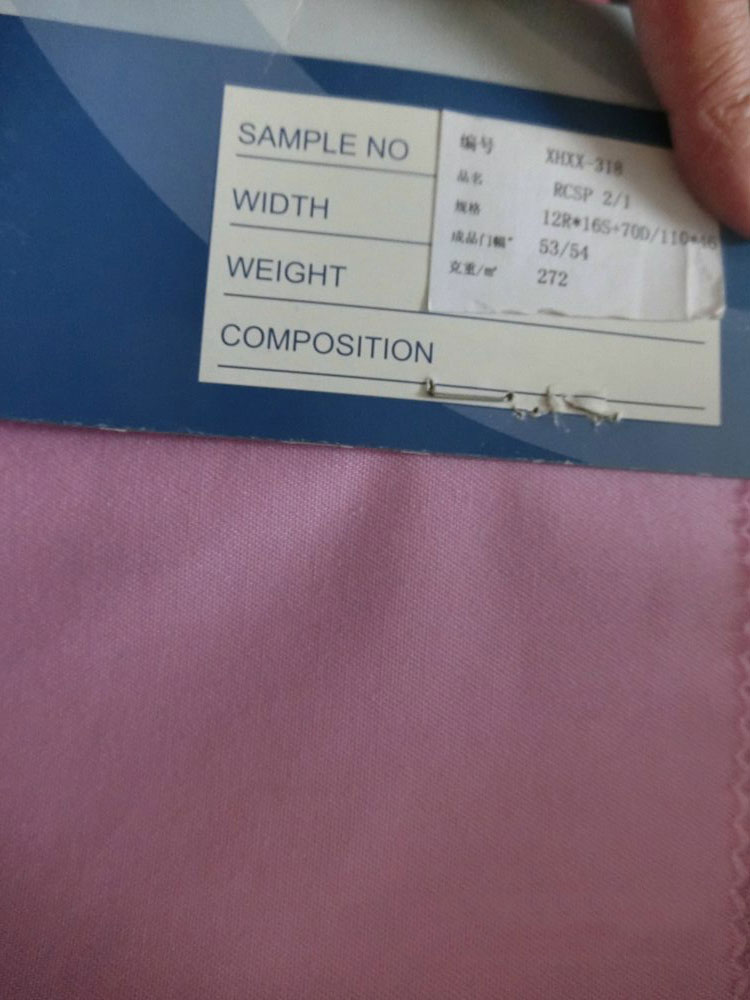 SAMPLE NO
WIDTH
WEIGHT
COMPOSITION
编号 XHXX-318
品名 RCSP 2/1
规格 12R*16S+70D/110*46
成品门幅" 53/54
克重/㎡ 272